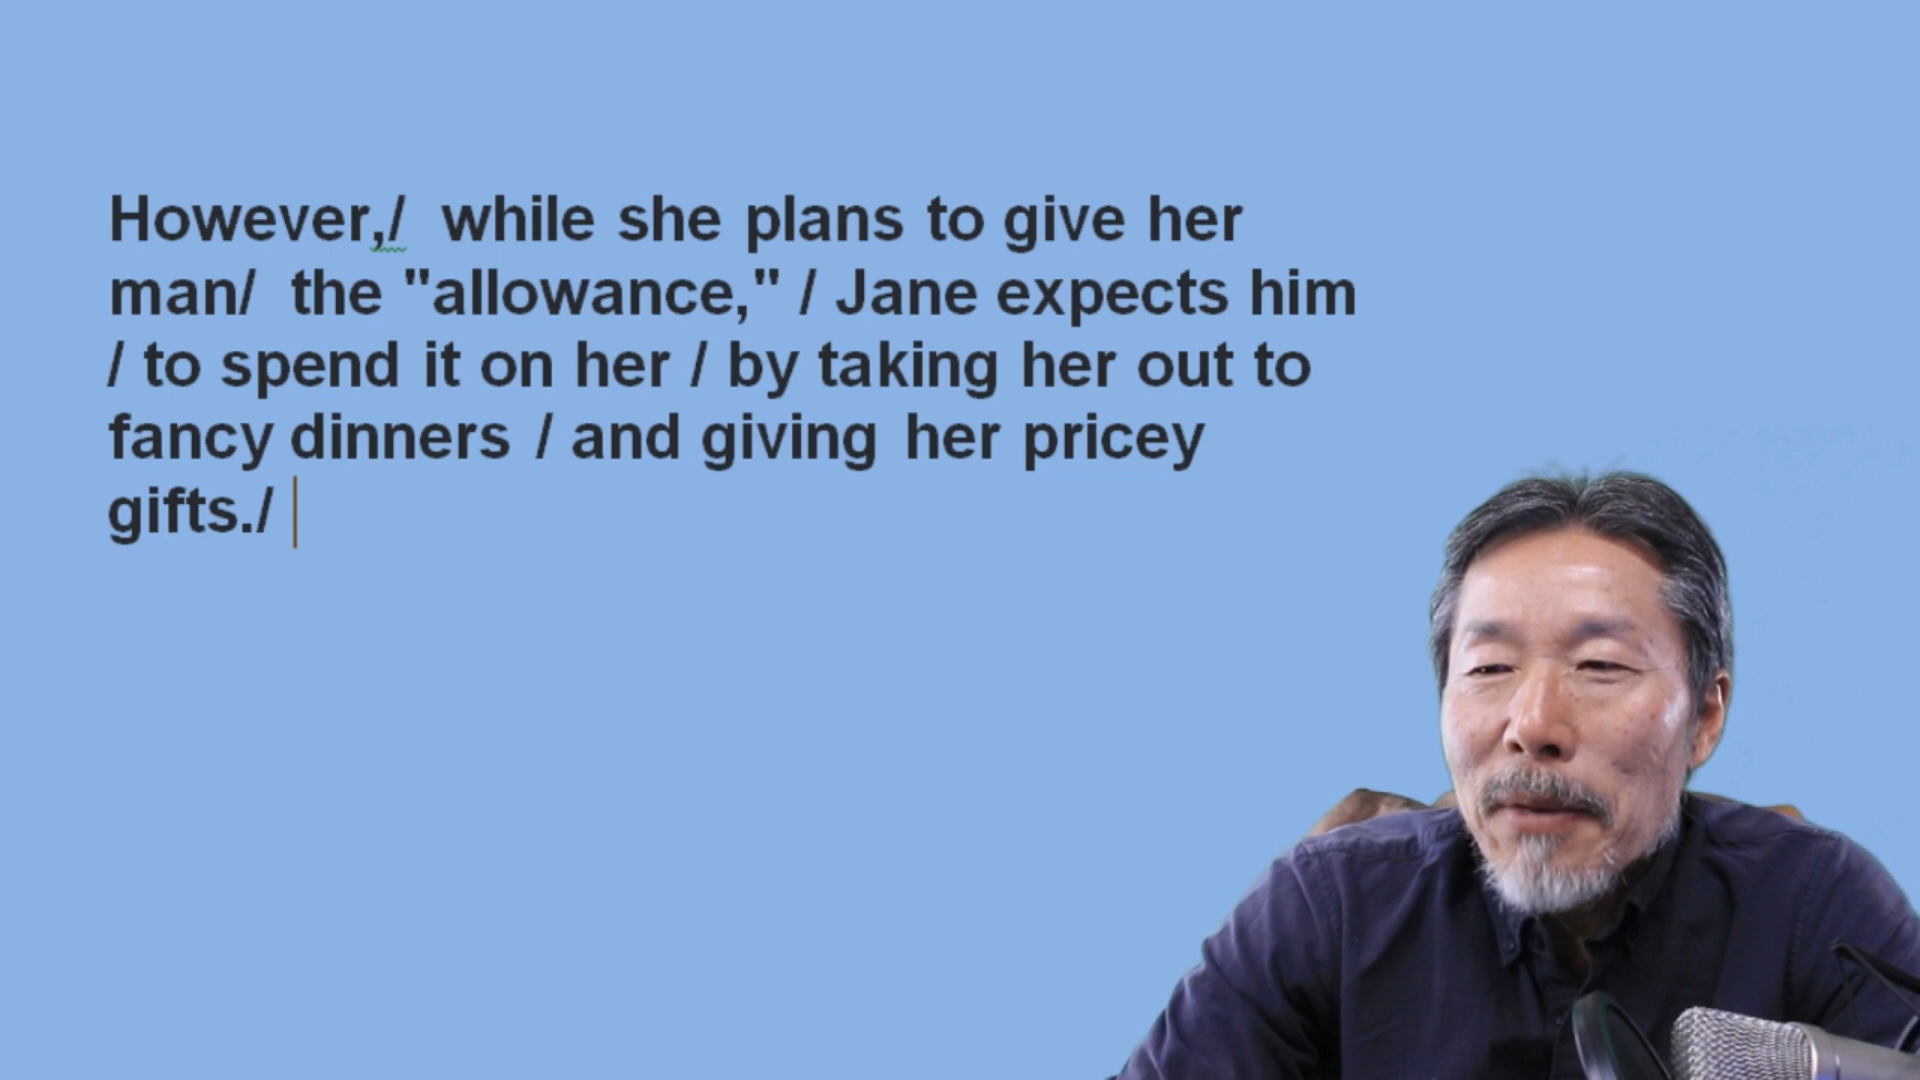 However,/ while she plans to give her
man/ the "allowance," / Jane expects him
/ to spend it on her / by taking her out to
fancy dinners / and giving her pricey
gifts./